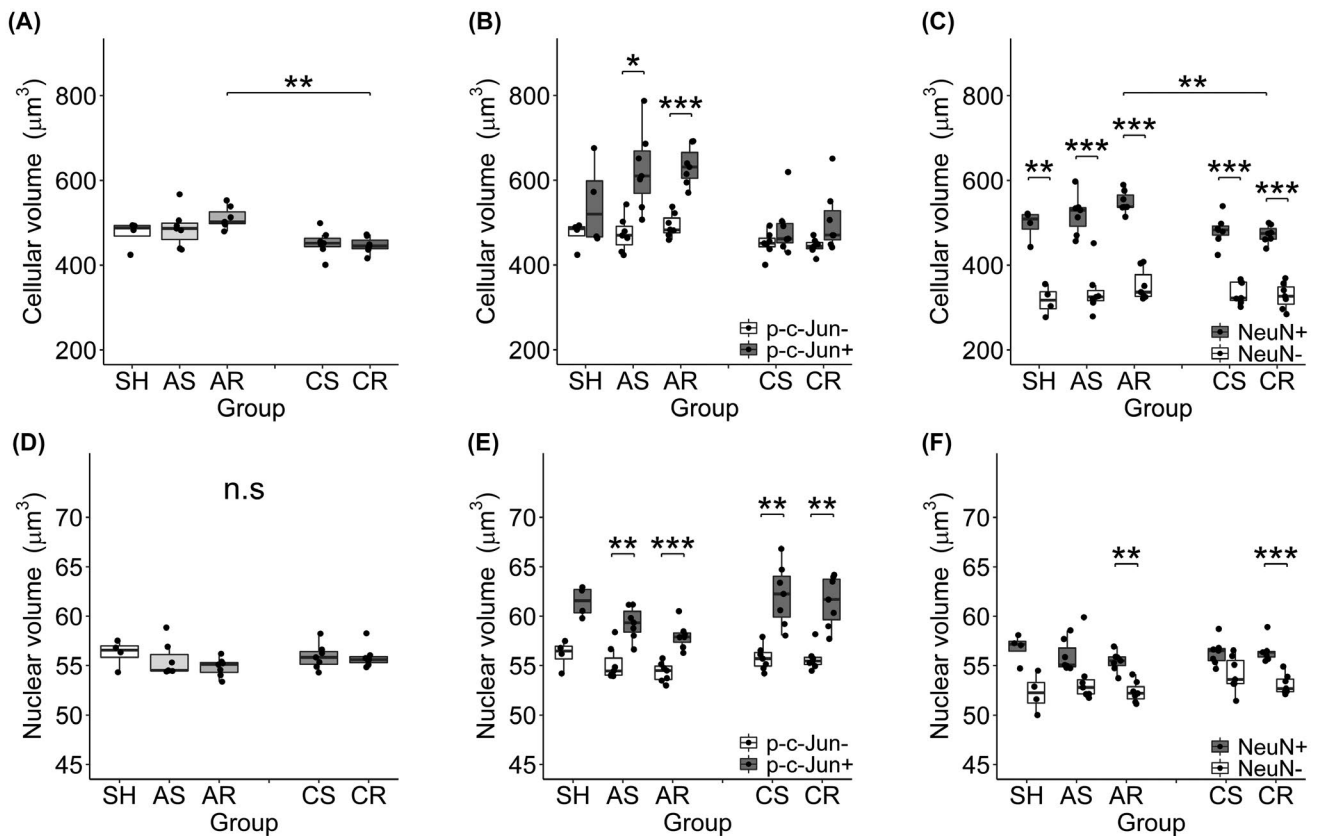 (A)
Cellular volume (μm³)
800
600
400
200
**
SH AS AR CS CR
Group
(B)
Cellular volume (μm³)
800
600
400
200
*
***
p-c-Jun-
p-c-Jun+
SH AS AR CS CR
Group
(C)
Cellular volume (μm³)
800
600
400
200
**
**
***
***
***
***
NeuN+
NeuN-
SH AS AR CS CR
Group
(D)
Nuclear volume (μm³)
70
65
60
55
50
45
n.s
SH AS AR CS CR
Group
(E)
Nuclear volume (μm³)
70
65
60
55
50
45
** ***
** **
p-c-Jun-
p-c-Jun+
SH AS AR CS CR
Group
(F)
Nuclear volume (μm³)
70
65
60
55
50
45
** ***
NeuN+
NeuN-
SH AS AR CS CR
Group